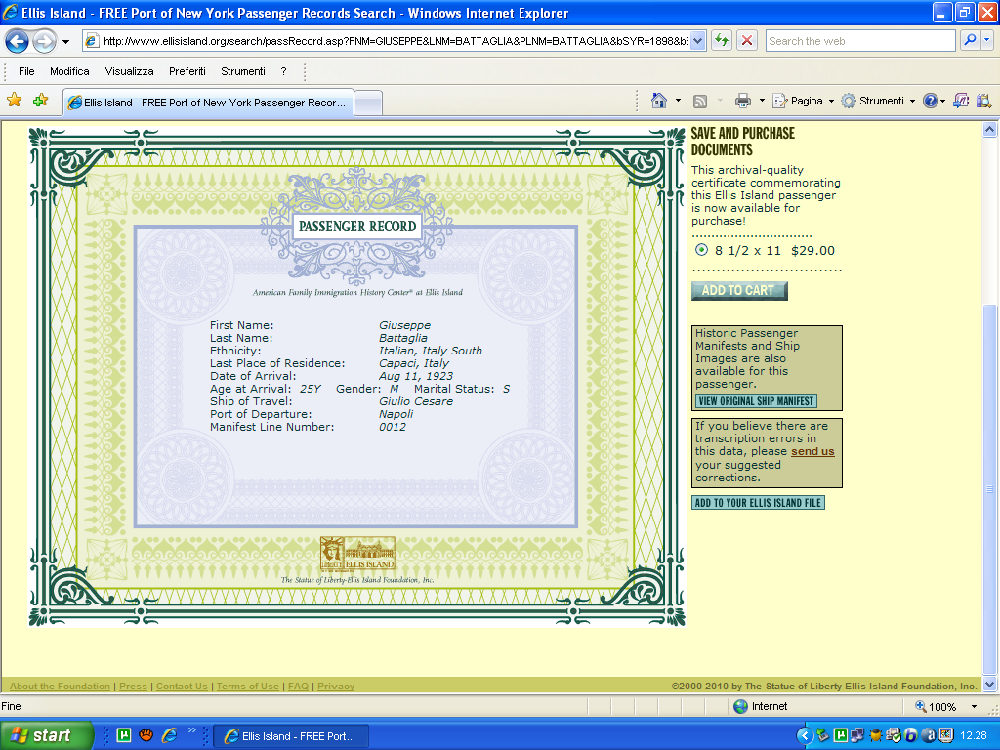 Ellis Island - FREE Port of New York Passenger Records Search - Windows Internet Explorer
http://www.ellisisland.org/search/passRecord.asp?FNM=GIUSEPPE&LNM=BATTAGLIA&PLNM=BATTAGLIA&bSYR=1898&bE
Search the web
File Modifica Visualizza Preferiti Strumenti ?
Ellis Island - FREE Port of New York Passenger Recor...
Pagina Strumenti
PASSENGER RECORD
American Family Immigration History Center® at Ellis Island
First Name: Giuseppe
Last Name: Battaglia
Ethnicity: Italian, Italy South
Last Place of Residence: Capaci, Italy
Date of Arrival: Aug 11, 1923
Age at Arrival: 25Y Gender: M Marital Status: S
Ship of Travel: Giulio Cesare
Port of Departure: Napoli
Manifest Line Number: 0012
LIBERTY ELLIS ISLAND
The Statue of Liberty-Ellis Island Foundation, Inc.
SAVE AND PURCHASE
DOCUMENTS
This archival-quality
certificate commemorating
this Ellis Island passenger
is now available for
purchase!
8 1/2 x 11 $29.00
ADD TO CART
Historic Passenger
Manifests and Ship
Images are also
available for this
passenger.
VIEW ORIGINAL SHIP MANIFEST
If you believe there are
transcription errors in
this data, please send us
your suggested
corrections.
ADD TO YOUR ELLIS ISLAND FILE
About the Foundation | Press | Contact Us | Terms of Use | FAQ | Privacy
©2000-2010 by The Statue of Liberty-Ellis Island Foundation, Inc.
Fine
Internet
100%
start
Ellis Island - FREE Port...
12.28